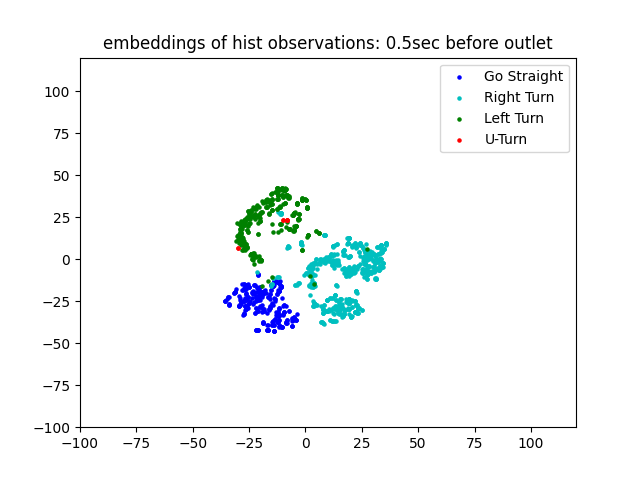 embeddings of hist observations: 0.5sec before outlet
Go Straight
Right Turn
Left Turn
U-Turn
100
75
50
25
0
−25
−50
−75
−100
−100 −75 −50 −25 0 25 50 75 100